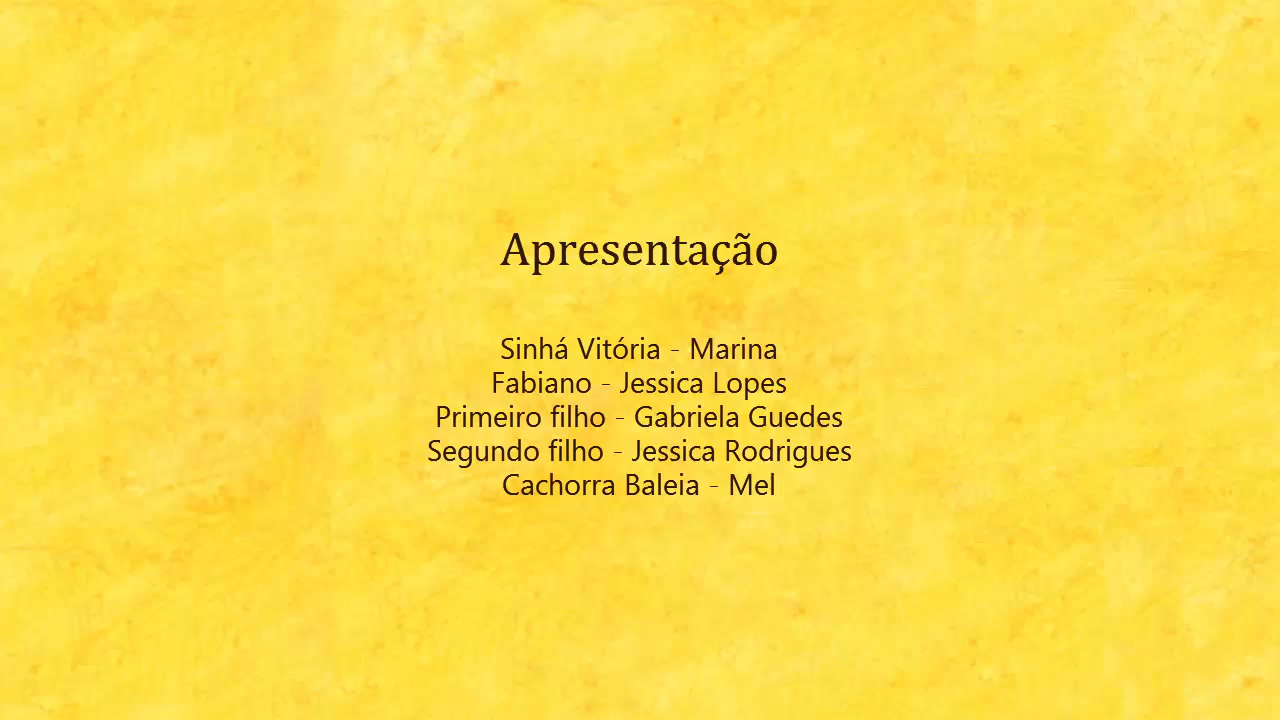 Apresentação
Sinhá Vitória - Marina
Fabiano - Jessica Lopes
Primeiro filho - Gabriela Guedes
Segundo filho - Jessica Rodrigues
Cachorra Baleia - Mel